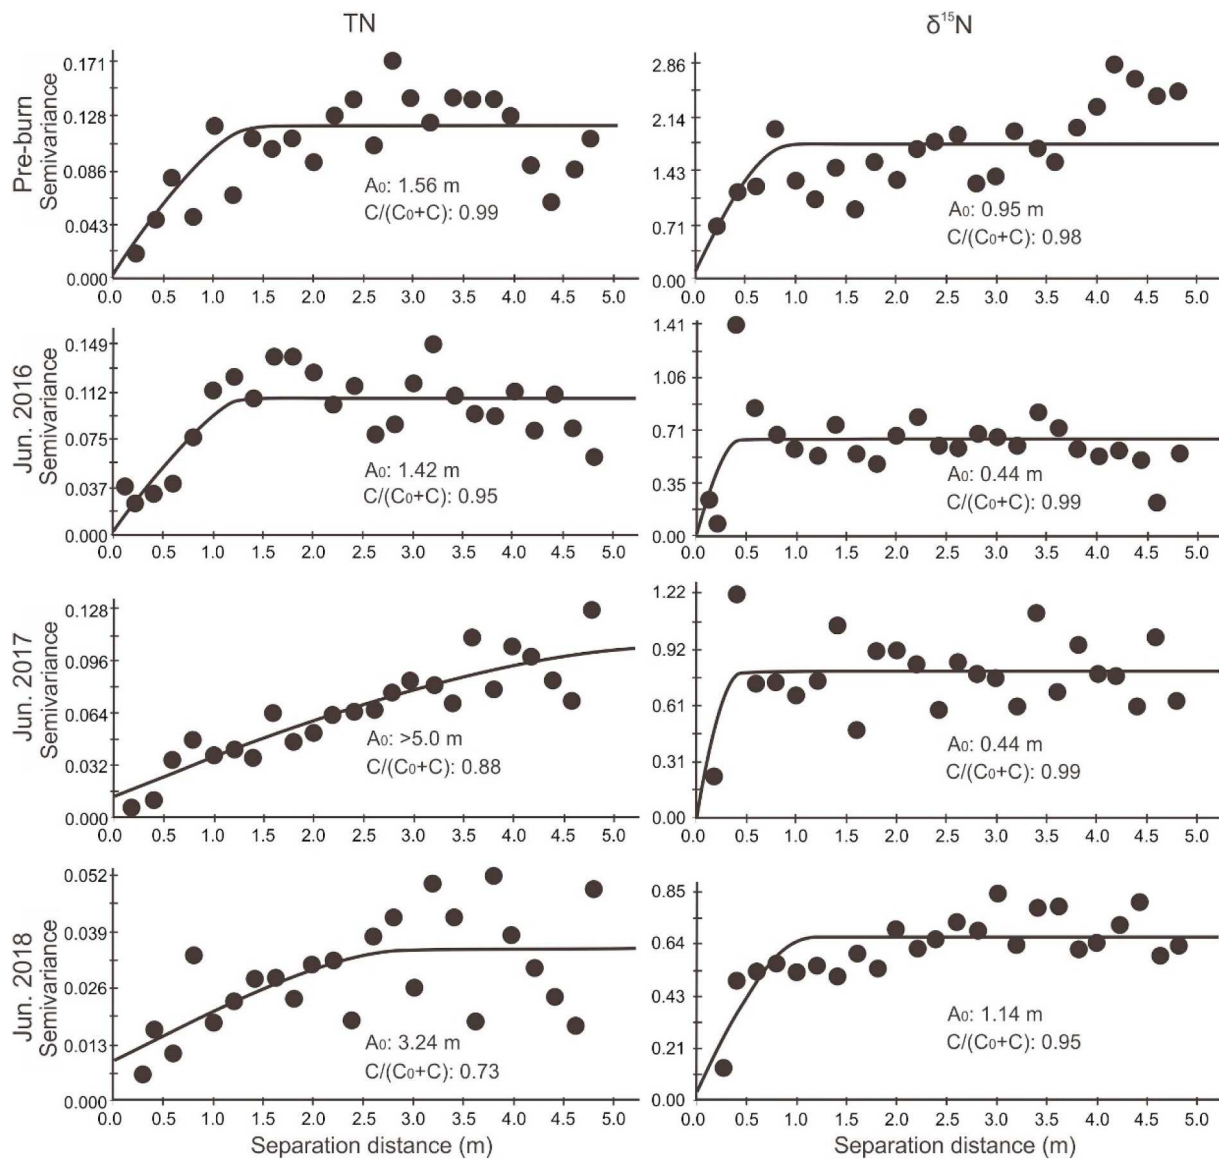 TN
δ¹⁵N
Pre-burn
Semivariance
0.171
0.128
0.086
0.043
0.000
A₀: 1.56 m
C/(C₀+C): 0.99
0.0 0.5 1.0 1.5 2.0 2.5 3.0 3.5 4.0 4.5 5.0
2.86
2.14
1.43
0.71
0.00
A₀: 0.95 m
C/(C₀+C): 0.98
0.0 0.5 1.0 1.5 2.0 2.5 3.0 3.5 4.0 4.5 5.0
Jun. 2016
Semivariance
0.149
0.112
0.075
0.037
0.000
A₀: 1.42 m
C/(C₀+C): 0.95
0.0 0.5 1.0 1.5 2.0 2.5 3.0 3.5 4.0 4.5 5.0
1.41
1.06
0.71
0.35
0.00
A₀: 0.44 m
C/(C₀+C): 0.99
0.0 0.5 1.0 1.5 2.0 2.5 3.0 3.5 4.0 4.5 5.0
Jun. 2017
Semivariance
0.128
0.096
0.064
0.032
0.000
A₀: >5.0 m
C/(C₀+C): 0.88
0.0 0.5 1.0 1.5 2.0 2.5 3.0 3.5 4.0 4.5 5.0
1.22
0.92
0.61
0.31
0.00
A₀: 0.44 m
C/(C₀+C): 0.99
0.0 0.5 1.0 1.5 2.0 2.5 3.0 3.5 4.0 4.5 5.0
Jun. 2018
Semivariance
0.052
0.039
0.026
0.013
0.000
A₀: 3.24 m
C/(C₀+C): 0.73
0.0 0.5 1.0 1.5 2.0 2.5 3.0 3.5 4.0 4.5 5.0
Separation distance (m)
0.85
0.64
0.43
0.21
0.00
A₀: 1.14 m
C/(C₀+C): 0.95
0.0 0.5 1.0 1.5 2.0 2.5 3.0 3.5 4.0 4.5 5.0
Separation distance (m)